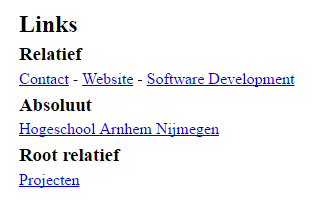 Links
Relatief
Contact - Website - Software Development
Absoluut
Hogeschool Arnhem Nijmegen
Root relatief
Projecten